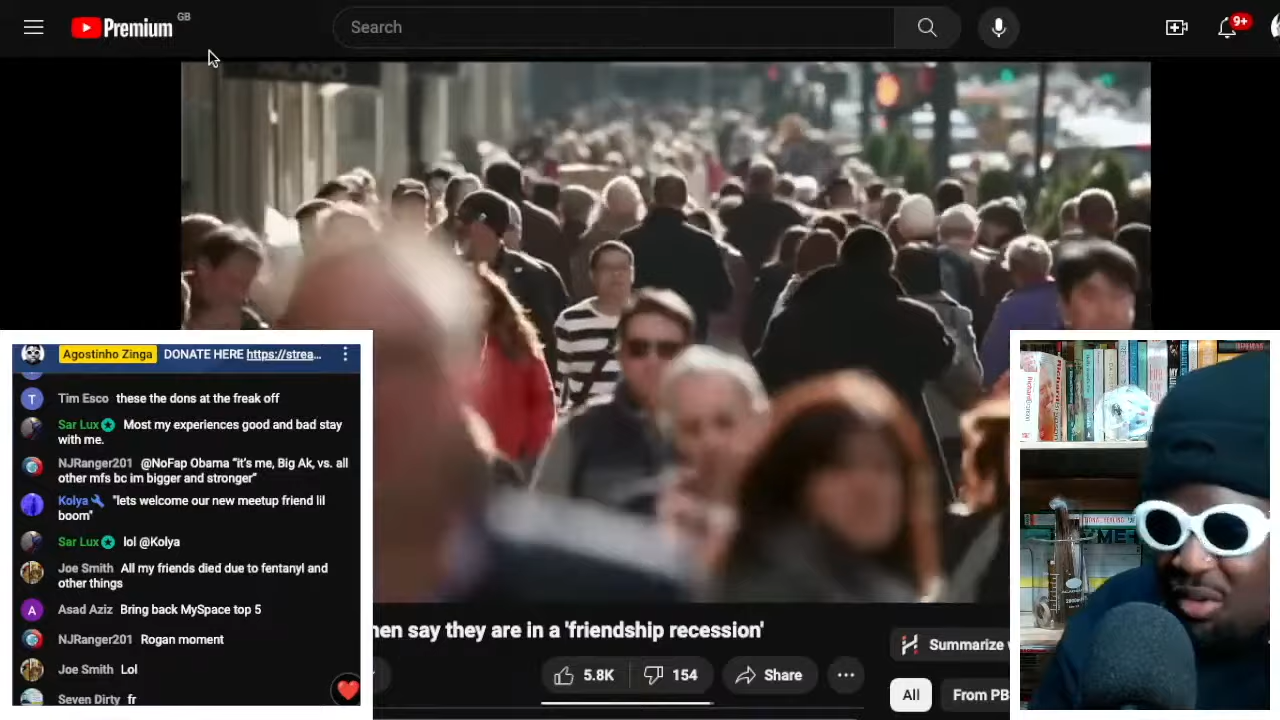 Premium GB
Search
9+
Agostinho Zinga DONATE HERE https://strea...
T Tim Esco these the dons at the freak off
Sar Lux Most my experiences good and bad stay
with me.
NJRanger201 @NoFap Obama “it’s me, Big Ak, vs. all
other mfs bc im bigger and stronger”
Kolya "lets welcome our new meetup friend lil
boom"
Sar Lux lol @Kolya
Joe Smith All my friends died due to fentanyl and
other things
A Asad Aziz Bring back MySpace top 5
NJRanger201 Rogan moment
Joe Smith Lol
Seven Dirty fr
hen say they are in a 'friendship recession'
5.8K 154 Share
Summarize
All From PB